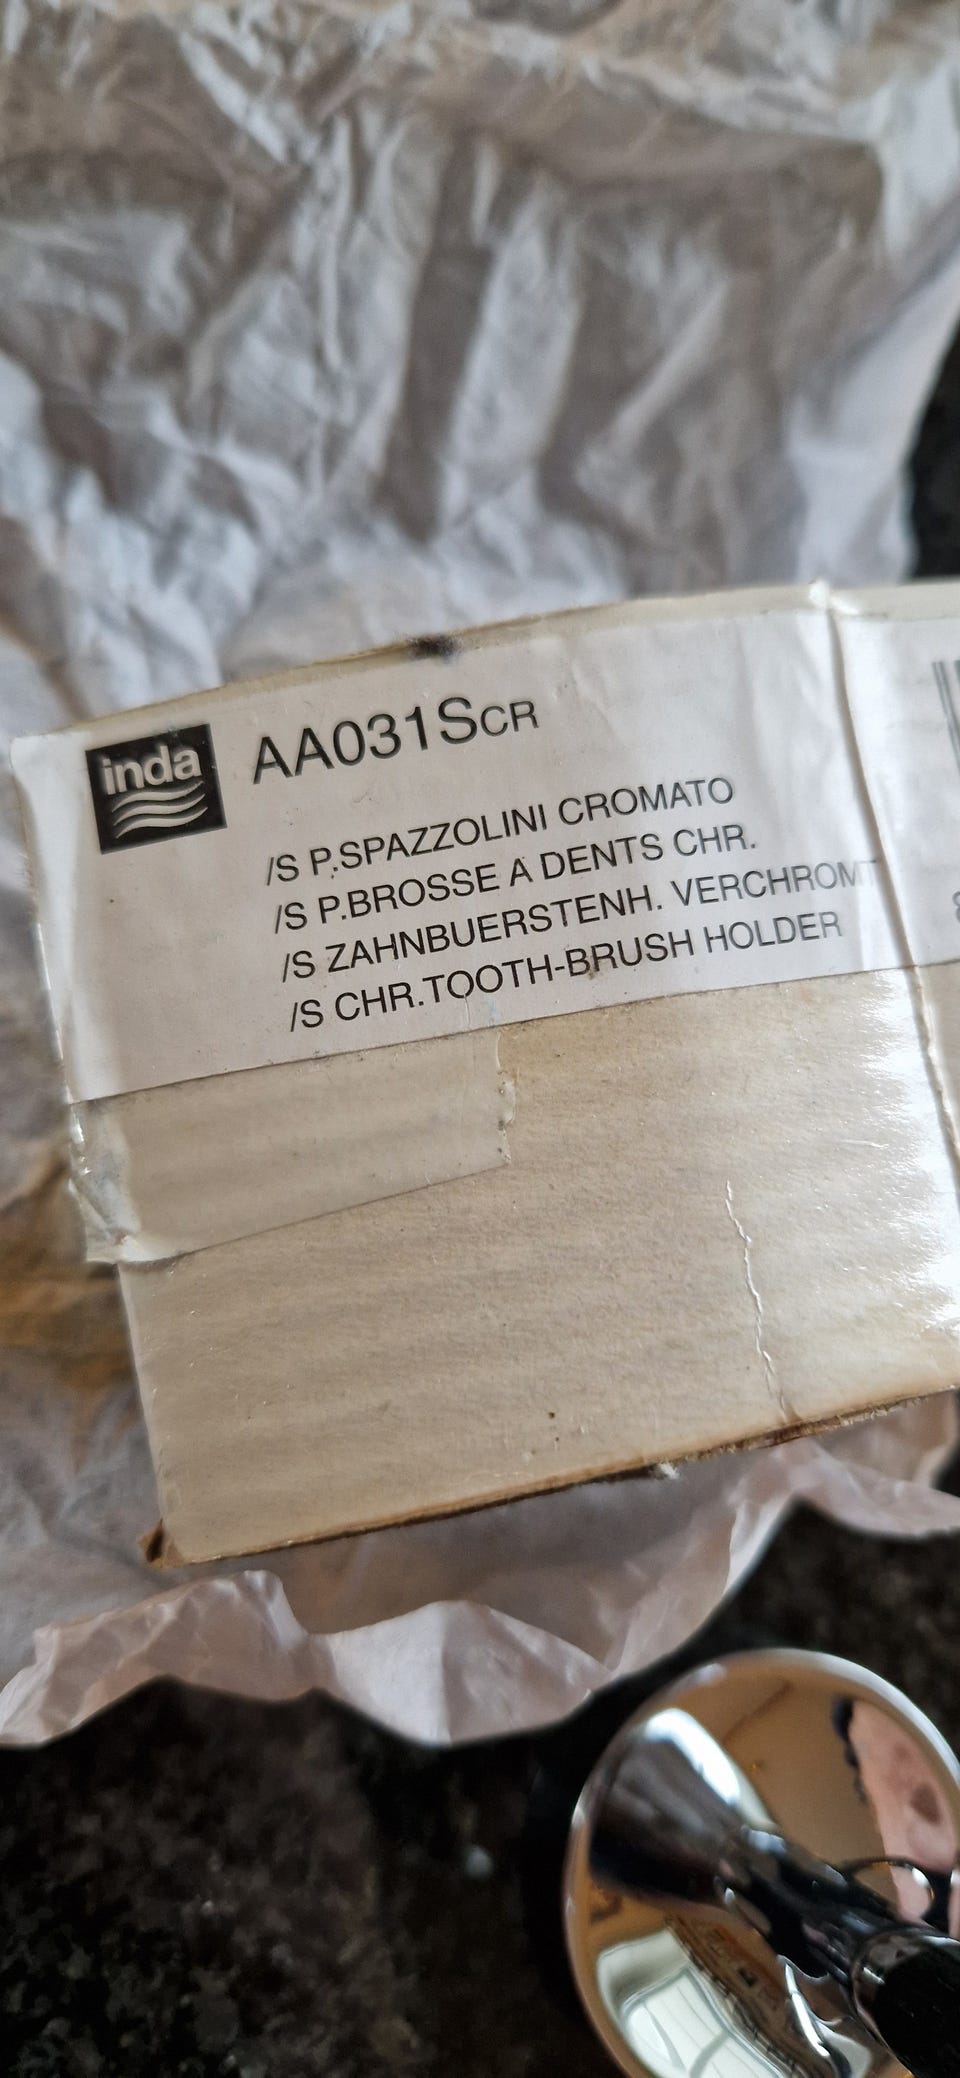 inda
AA031SCR
/S P.SPAZZOLINI CROMATO
/S P.BROSSE A DENTS CHR.
/S ZAHNBUERSTENH. VERCHROMT
/S CHR.TOOTH-BRUSH HOLDER